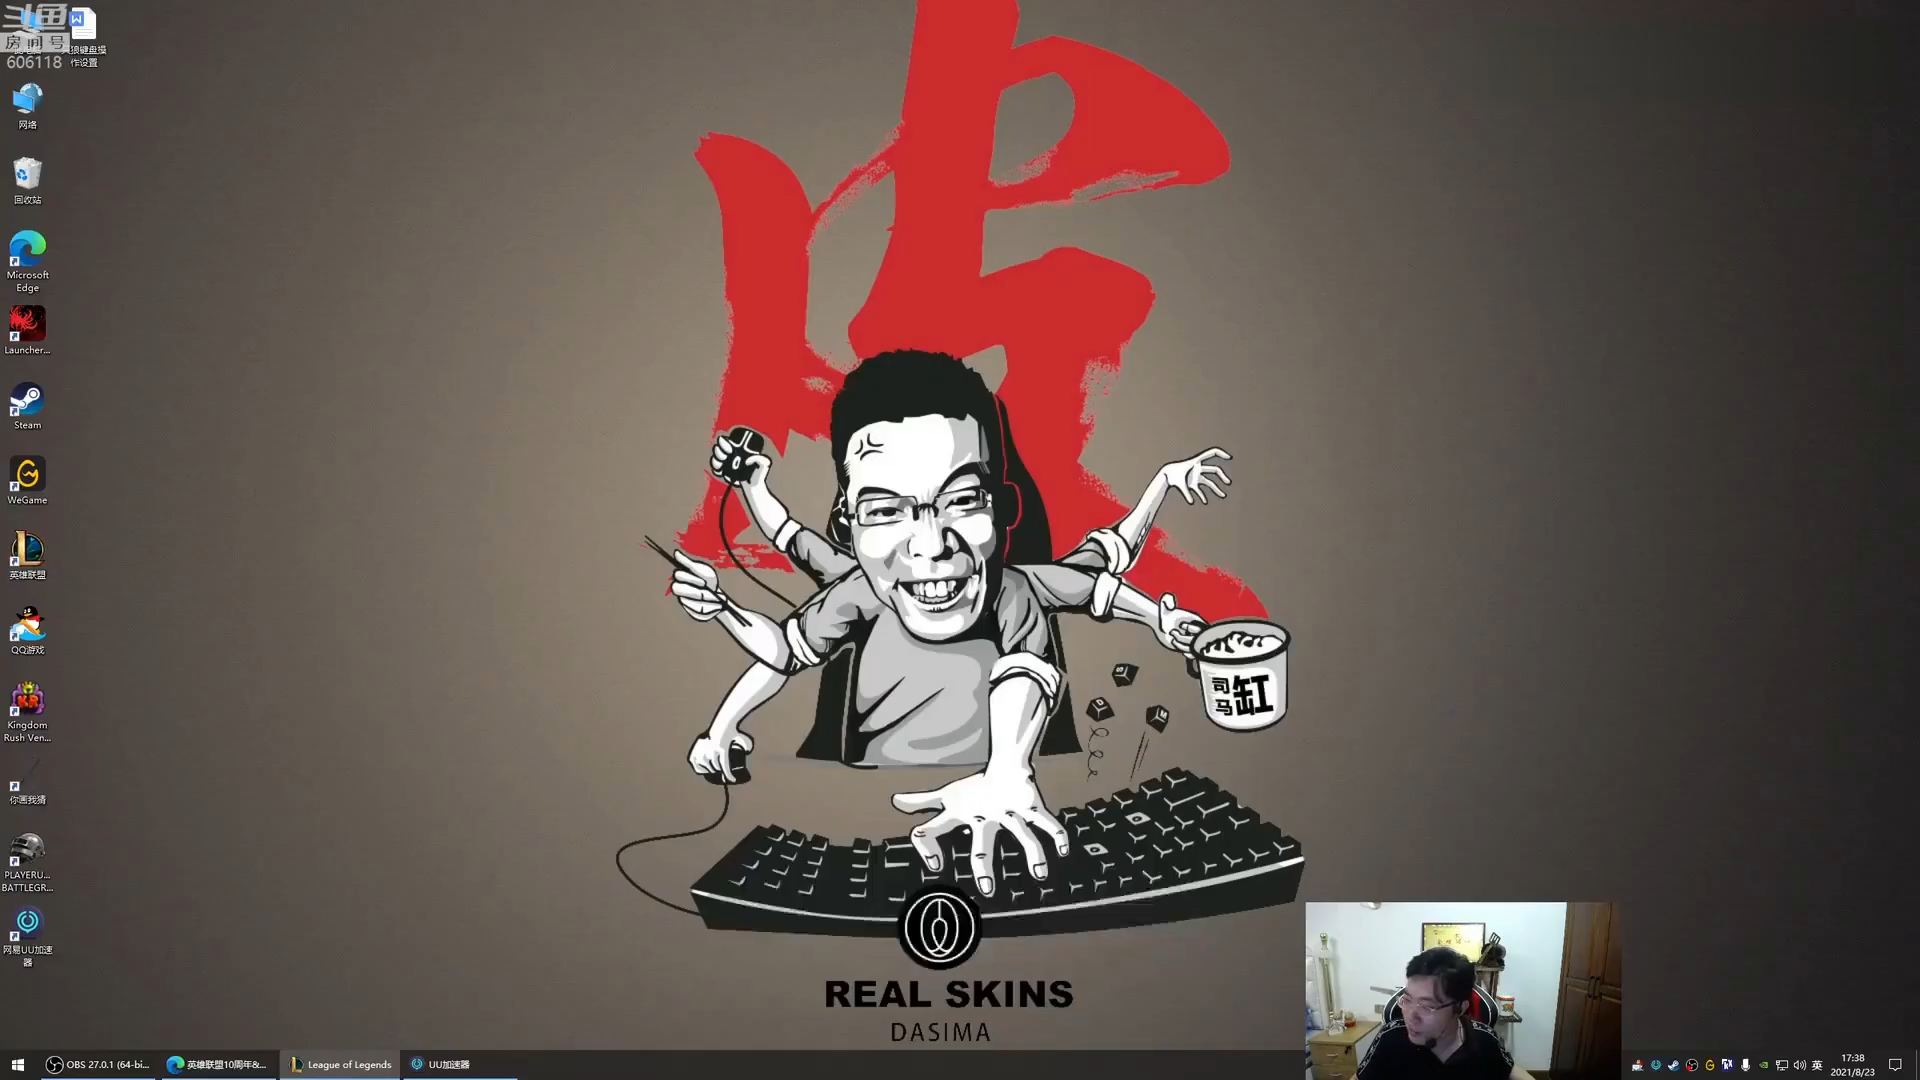 斗鱼
房间号
606118
键盘操
作设置
网络
回收站
Microsoft
Edge
Launcher...
Steam
WeGame
英雄联盟
QQ游戏
Kingdom
Rush Ven...
你画我猜
PLAYERU...
BATTLEGR...
网易UU加速
器
司马缸
REAL SKINS
DASIMA
OBS 27.0.1 (64-bi...
英雄联盟10周年&...
League of Legends
UU加速器
英
17:38
2021/8/23